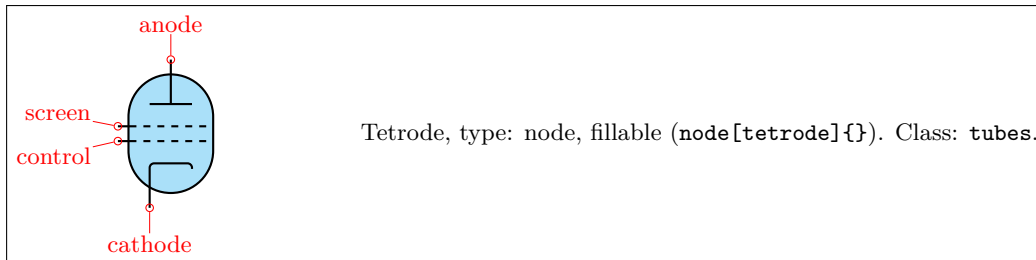 anode
screen
control
cathode
Tetrode, type: node, fillable (node[tetrode]{}). Class: tubes.